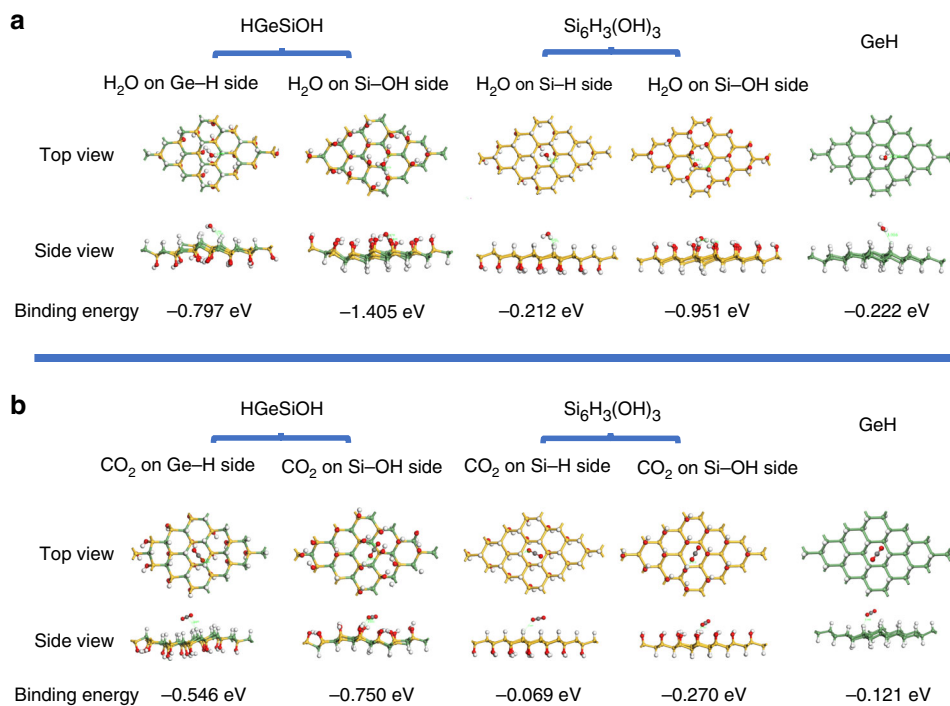 a
HGeSiOH Si₆H₃(OH)₃ GeH
H₂O on Ge–H side H₂O on Si–OH side H₂O on Si–H side H₂O on Si–OH side
Top view
Side view
Binding energy –0.797 eV –1.405 eV –0.212 eV –0.951 eV –0.222 eV
b
HGeSiOH Si₆H₃(OH)₃ GeH
CO₂ on Ge–H side CO₂ on Si–OH side CO₂ on Si–H side CO₂ on Si–OH side
Top view
Side view
Binding energy –0.546 eV –0.750 eV –0.069 eV –0.270 eV –0.121 eV